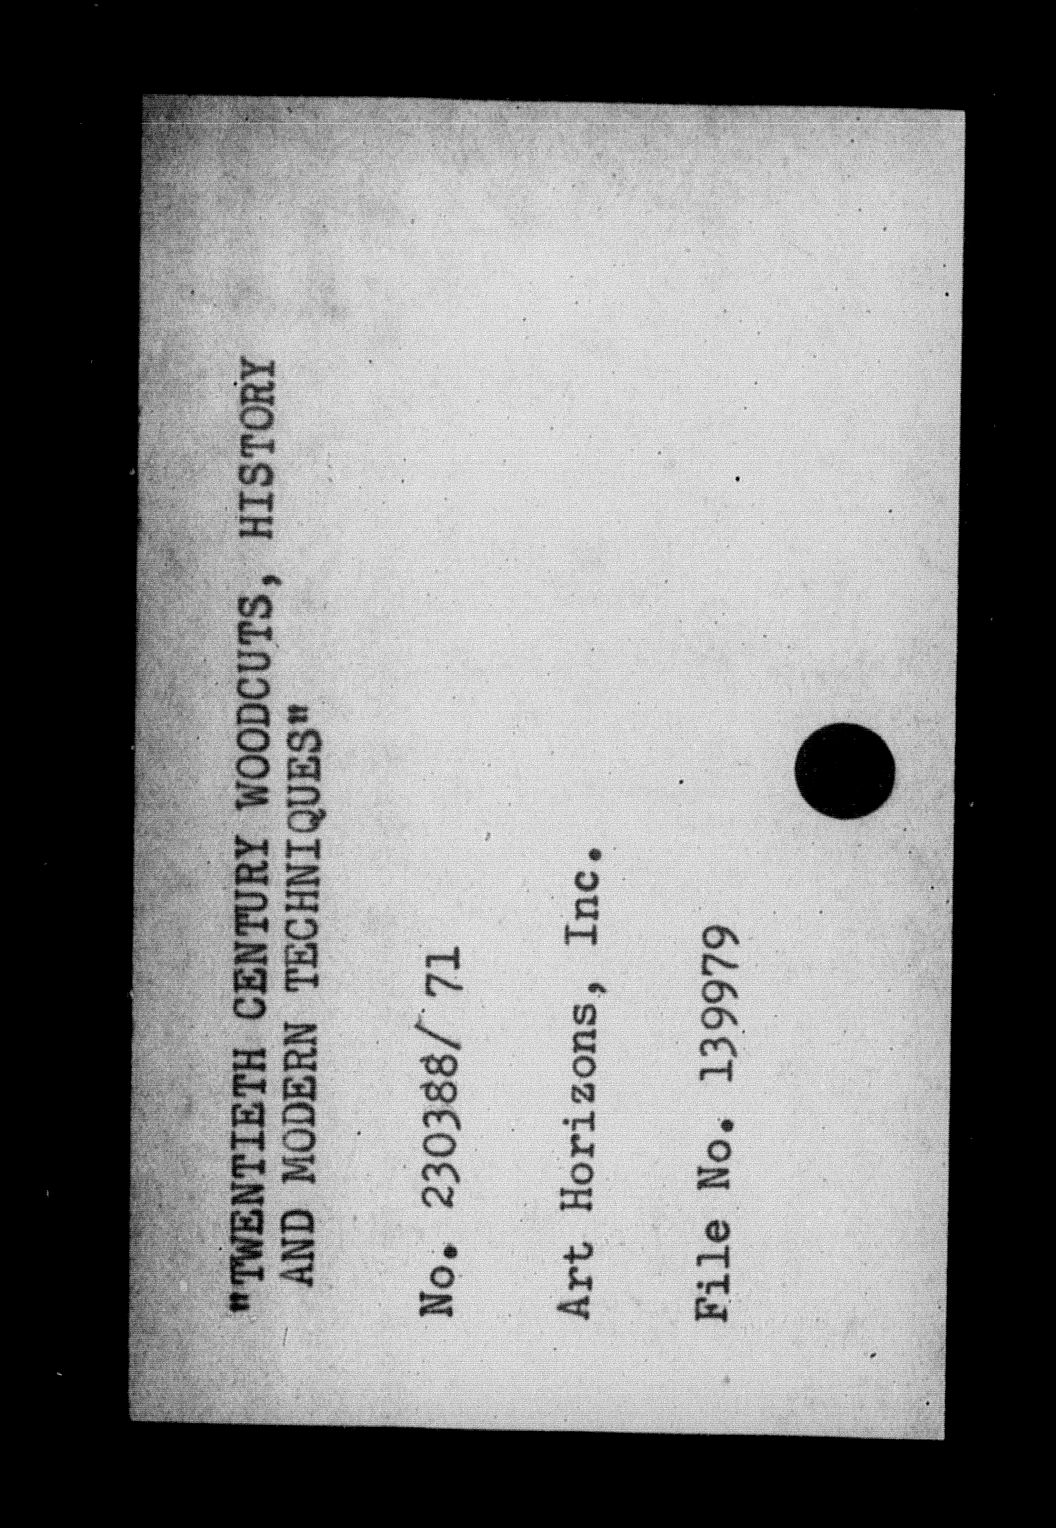 "TWENTIETH CENTURY WOODCUTS, HISTORY
AND MODERN TECHNIQUES"
No. 230388/ 71
Art Horizons, Inc.
File No. 139979